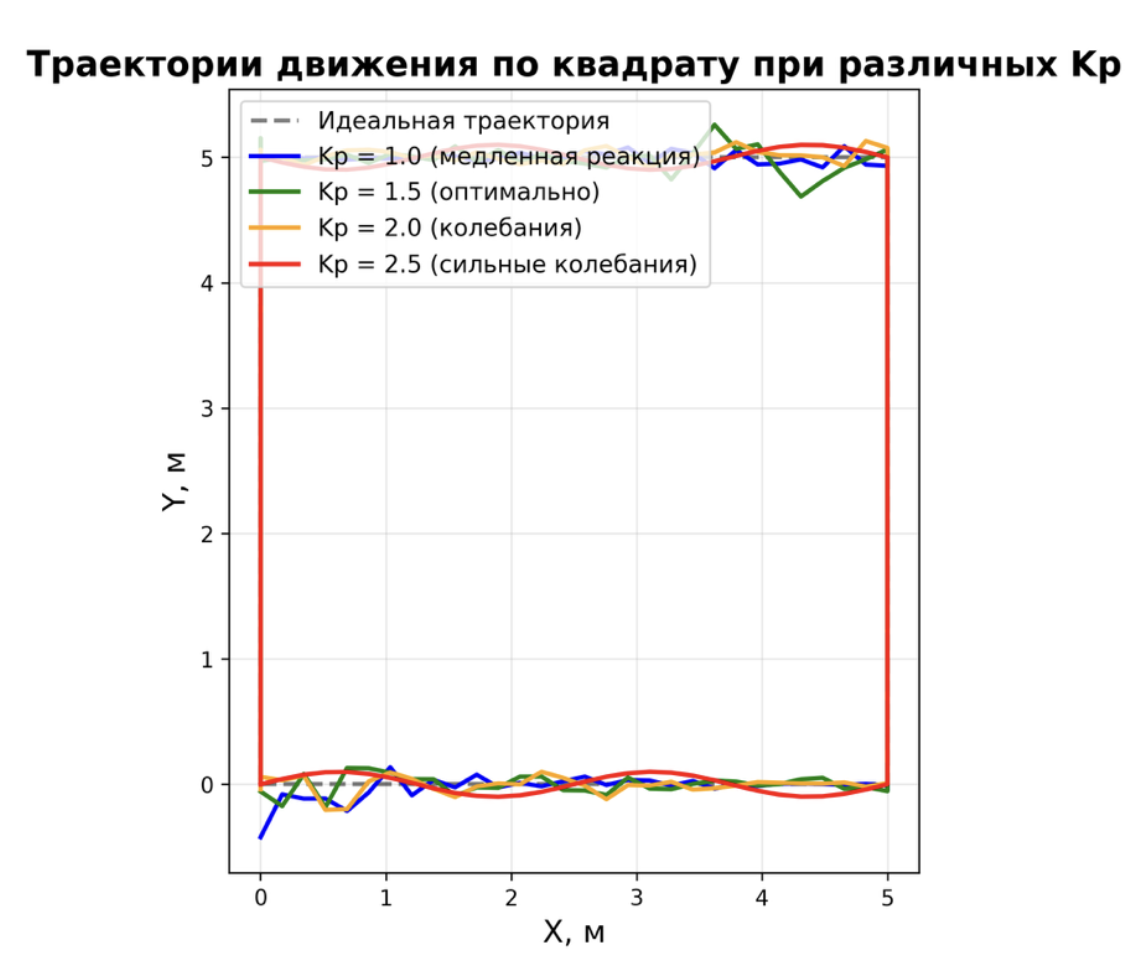 Траектории движения по квадрату при различных Kp
Идеальная траектория
Kp = 1.0 (медленная реакция)
Kp = 1.5 (оптимально)
Kp = 2.0 (колебания)
Kp = 2.5 (сильные колебания)
5
4
3
2
1
0
Y, м
0 1 2 3 4 5
X, м